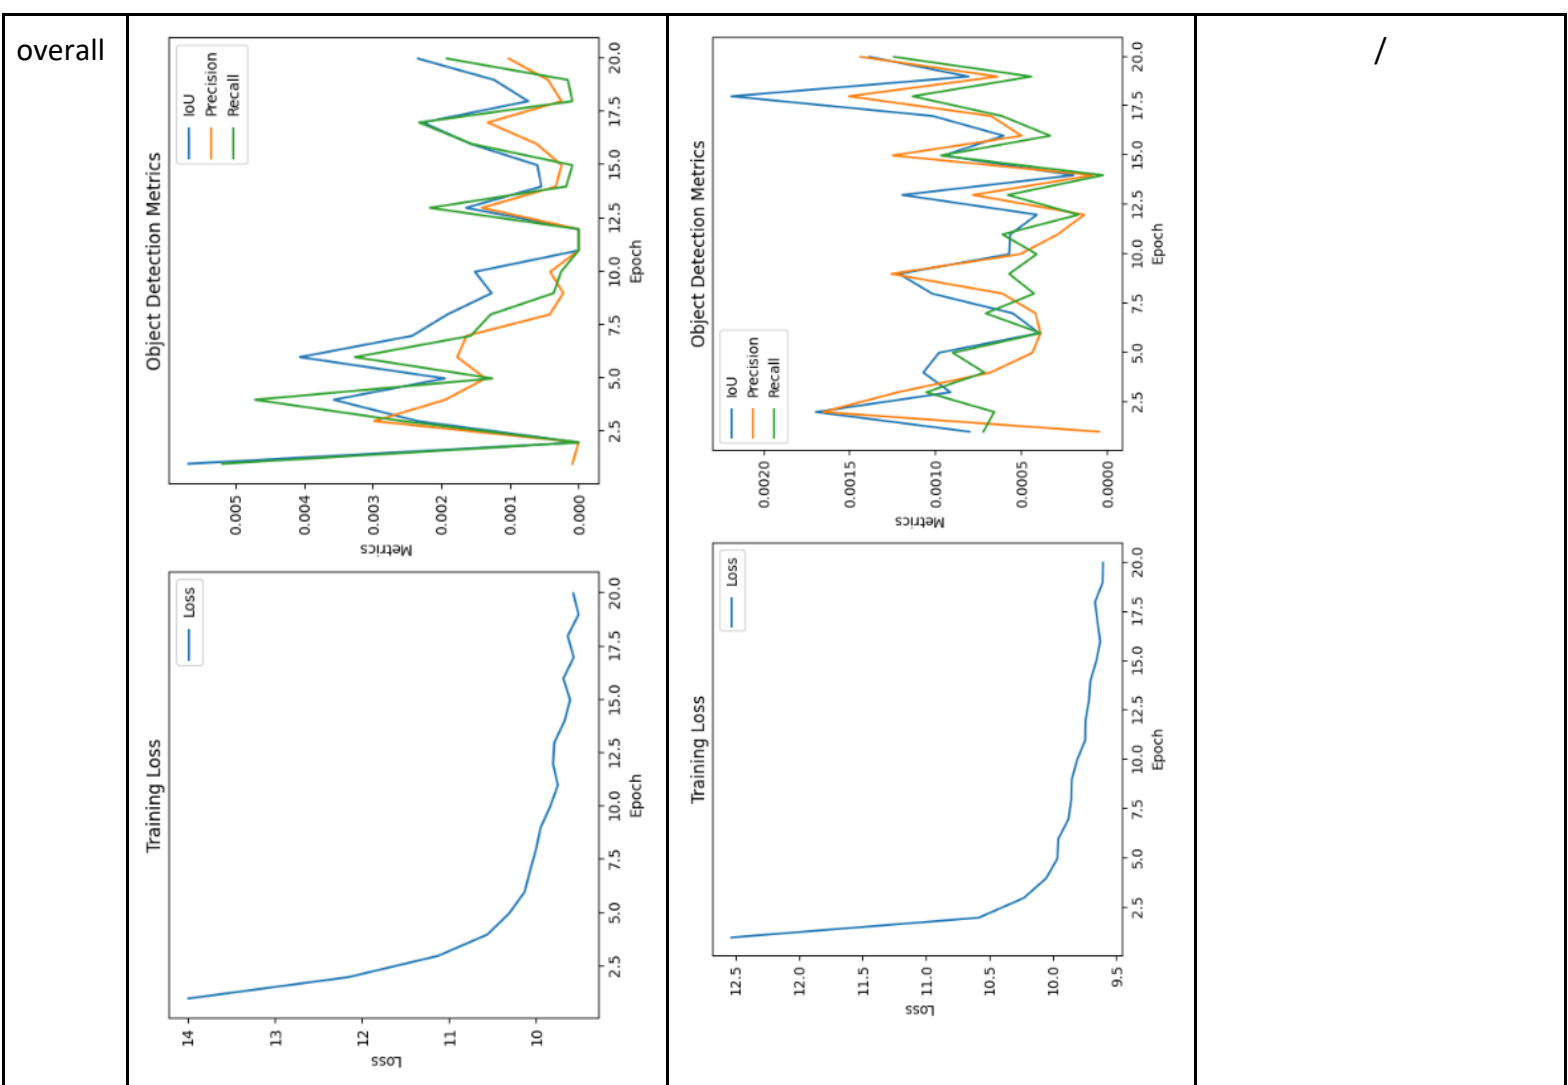 overall
/
Object Detection Metrics
IoU
Precision
Recall
0.005
0.004
0.003
0.002
0.001
0.000
Metrics
2.5
5.0
7.5
10.0
12.5
15.0
17.5
20.0
Epoch
Training Loss
Loss
14
13
12
11
10
Loss
2.5
5.0
7.5
10.0
12.5
15.0
17.5
20.0
Epoch
Object Detection Metrics
IoU
Precision
Recall
0.0020
0.0015
0.0010
0.0005
0.0000
Metrics
2.5
5.0
7.5
10.0
12.5
15.0
17.5
20.0
Epoch
Training Loss
Loss
12.5
12.0
11.5
11.0
10.5
10.0
9.5
Loss
2.5
5.0
7.5
10.0
12.5
15.0
17.5
20.0
Epoch